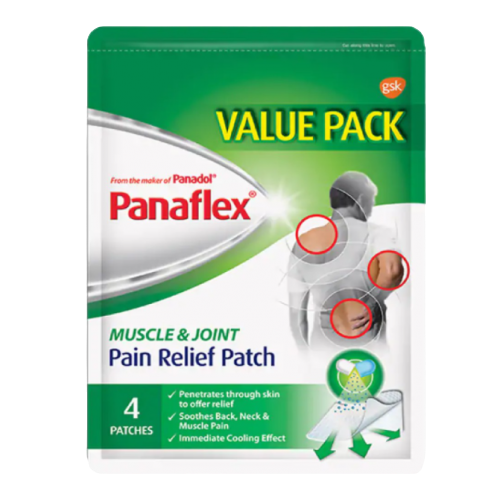 gsk
VALUE PACK
From the maker of Panadol®
Panaflex®
MUSCLE & JOINT
Pain Relief Patch
4
PATCHES
✓ Penetrates through skin
to offer relief
✓ Soothes Back, Neck &
Muscle Pain
✓ Immediate Cooling Effect